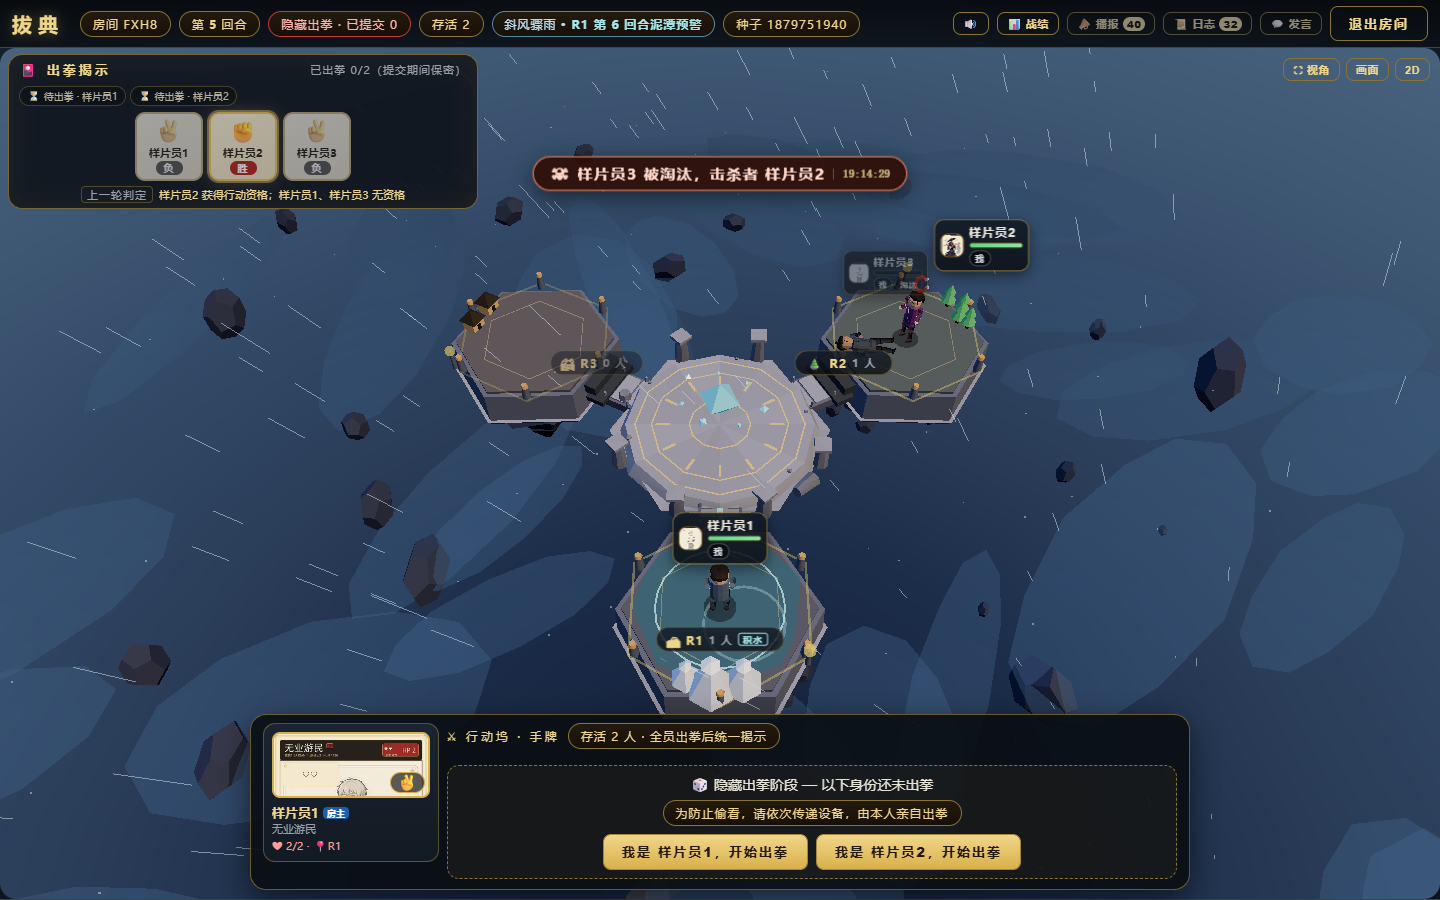 拔典
房间 FXH8
第 5 回合
隐藏出拳 · 已提交 0
存活 2
斜风骤雨 • R1 第 6 回合泥潭预警
种子 1879751940
战绩
播报 40
日志 32
发言
退出房间
出拳揭示
已出拳 0/2（提交期间保密）
待出拳 · 样片员1
待出拳 · 样片员2
样片员1
负
样片员2
胜
样片员3
负
上一轮判定
样片员2 获得行动资格；样片员1、样片员3 无资格
视角
画面
2D
样片员3 被淘汰，击杀者 样片员2
19:14:29
样片员2
我
样片员3
R3 0 人
R2 1 人
样片员1
我
R1 1 人 积水
行动坞 · 手牌
存活 2 人 · 全员出拳后统一揭示
无业游民
HP 2
样片员1 房主
无业游民
2/2 · R1
隐藏出拳阶段 — 以下身份还未出拳
为防止偷看，请依次传递设备，由本人亲自出拳
我是 样片员1，开始出拳
我是 样片员2，开始出拳